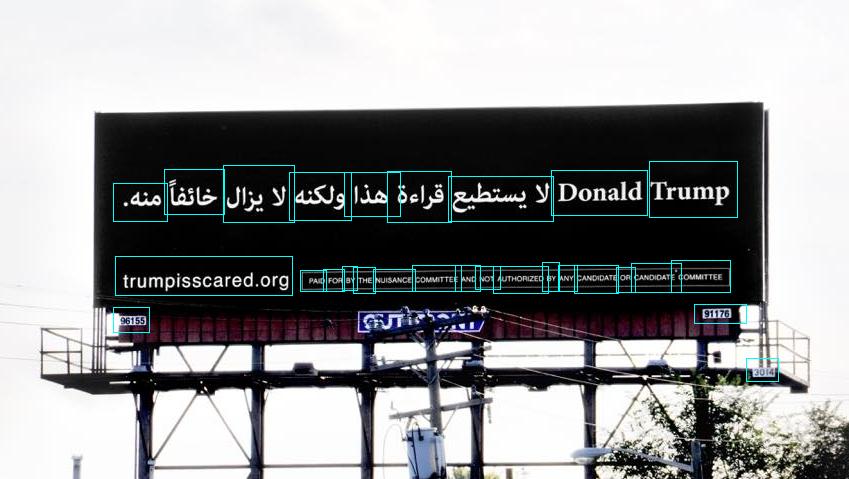 Donald Trump لا يستطيع قراءة هذا ولكنه لا يزال خائفاً منه.
trumpisscared.org PAID FOR BY THE NUISANCE COMMITTEE AND NOT AUTHORIZED BY ANY CANDIDATE OR CANDIDATE COMMITTEE
96155 OUTFRONT 91176
3014